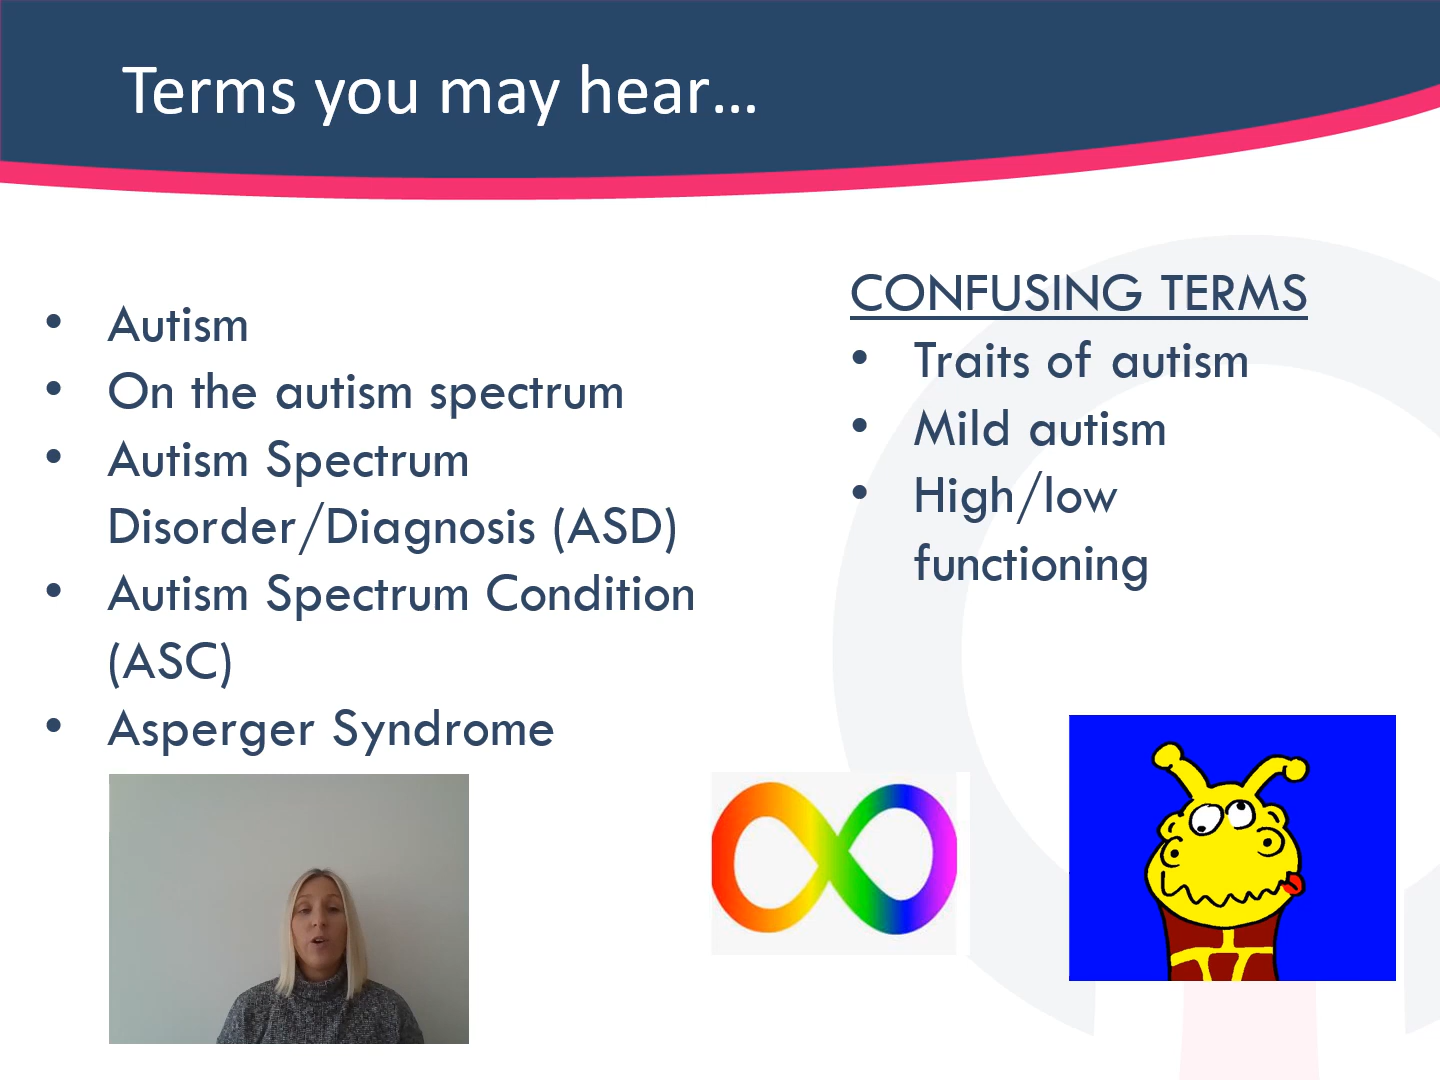 Terms you may hear...
• Autism
• On the autism spectrum
• Autism Spectrum
Disorder/Diagnosis (ASD)
• Autism Spectrum Condition
(ASC)
• Asperger Syndrome
CONFUSING TERMS
• Traits of autism
• Mild autism
• High/low
functioning